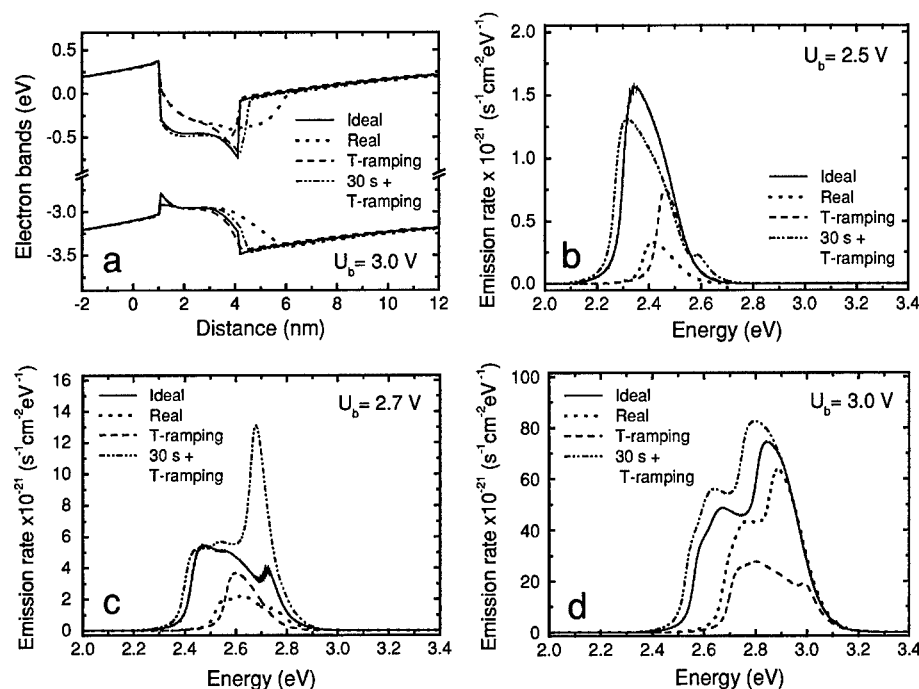 0.5
0.0
-0.5
-3.0
-3.5
Electron bands (eV)
Ideal
Real
T-ramping
30 s +
T-ramping
a
U_b= 3.0 V
-2 0 2 4 6 8 10 12
Distance (nm)
1.5
1.0
0.5
0.0
Emission rate x 10^-21 (s^-1cm^-2eV^-1)
U_b= 2.5 V
Ideal
Real
T-ramping
30 s +
T-ramping
b
2.0 2.2 2.4 2.6 2.8 3.0 3.2 3.4
Energy (eV)
16
14
12
10
8
6
4
2
0
Emission rate x10^-21 (s^-1cm^-2eV^-1)
Ideal
Real
T-ramping
30 s +
T-ramping
U_b= 2.7 V
c
2.0 2.2 2.4 2.6 2.8 3.0 3.2 3.4
Energy (eV)
100
80
60
40
20
0
Emission rate x10^-21 (s^-1cm^-2eV^-1)
Ideal
Real
T-ramping
30 s +
T-ramping
U_b= 3.0 V
d
2.0 2.2 2.4 2.6 2.8 3.0 3.2 3.4
Energy (eV)